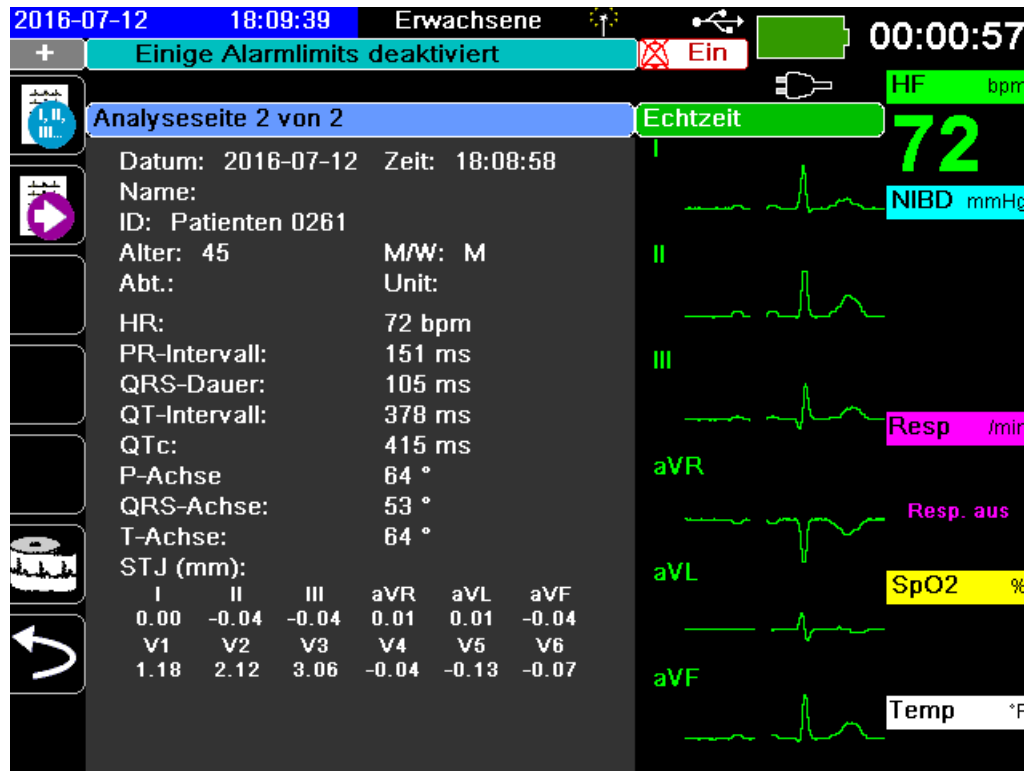 2016-07-12 18:09:39 Erwachsene 00:00:57
+ Einige Alarmlimits deaktiviert Ein
I, II, III...
Analyseseite 2 von 2
Datum: 2016-07-12 Zeit: 18:08:58
Name:
ID: Patienten 0261
Alter: 45 M/W: M
Abt.: Unit:
HR: 72 bpm
PR-Intervall: 151 ms
QRS-Dauer: 105 ms
QT-Intervall: 378 ms
QTc: 415 ms
P-Achse 64 °
QRS-Achse: 53 °
T-Achse: 64 °
STJ (mm):
I II III aVR aVL aVF
0.00 -0.04 -0.04 0.01 0.01 -0.04
V1 V2 V3 V4 V5 V6
1.18 2.12 3.06 -0.04 -0.13 -0.07
Echtzeit
I
II
III
aVR
aVL
aVF
HF bpm
72
NIBD mmHg
Resp /min
Resp. aus
SpO2 %
Temp °F